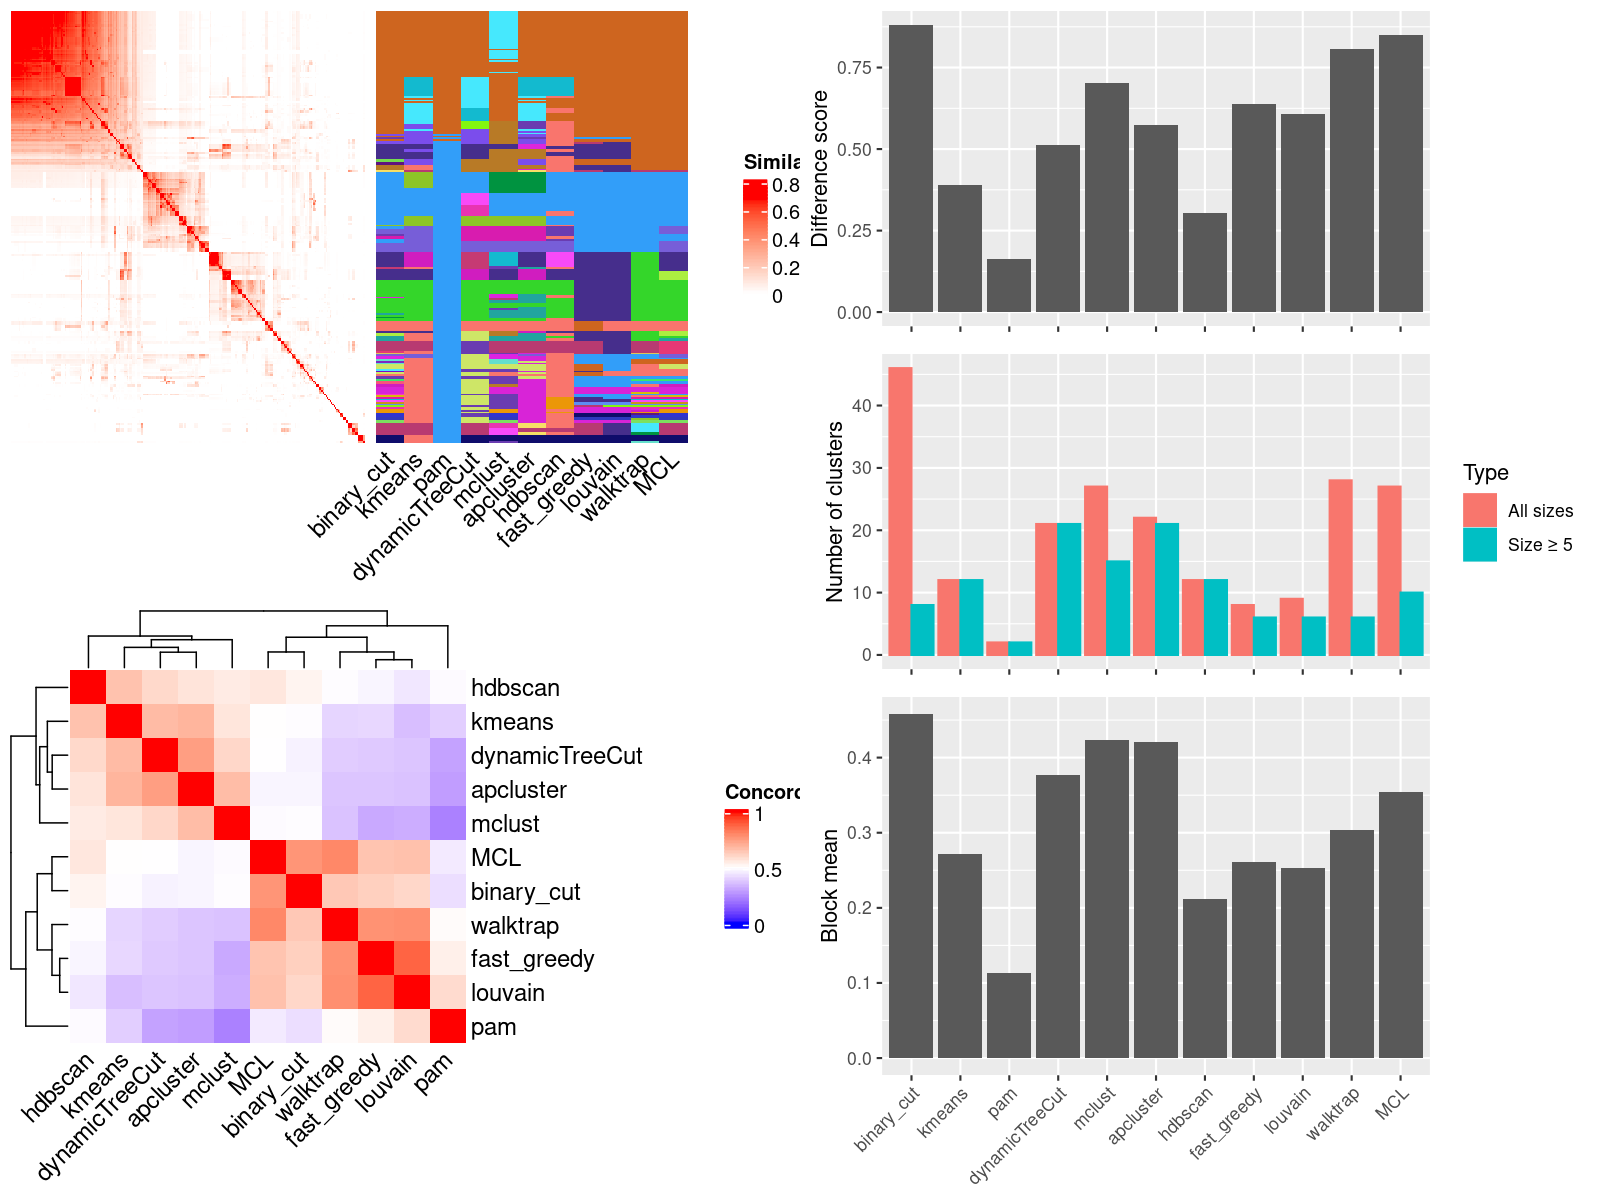 Simila
0.8
0.6
0.4
0.2
0
binary_cut
kmeans
pam
dynamicTreeCut
mclust
apcluster
hdbscan
fast_greedy
louvain
walktrap
MCL
Difference score
0.75
0.50
0.25
0.00
Number of clusters
40
30
20
10
0
Type
All sizes
Size ≥ 5
hdbscan
kmeans
dynamicTreeCut
apcluster
mclust
MCL
binary_cut
walktrap
fast_greedy
louvain
pam
hdbscan
kmeans
dynamicTreeCut
apcluster
mclust
MCL
binary_cut
walktrap
fast_greedy
louvain
pam
Concord
1
0.5
0
Block mean
0.4
0.3
0.2
0.1
0.0
binary_cut
kmeans
pam
dynamicTreeCut
mclust
apcluster
hdbscan
fast_greedy
louvain
walktrap
MCL